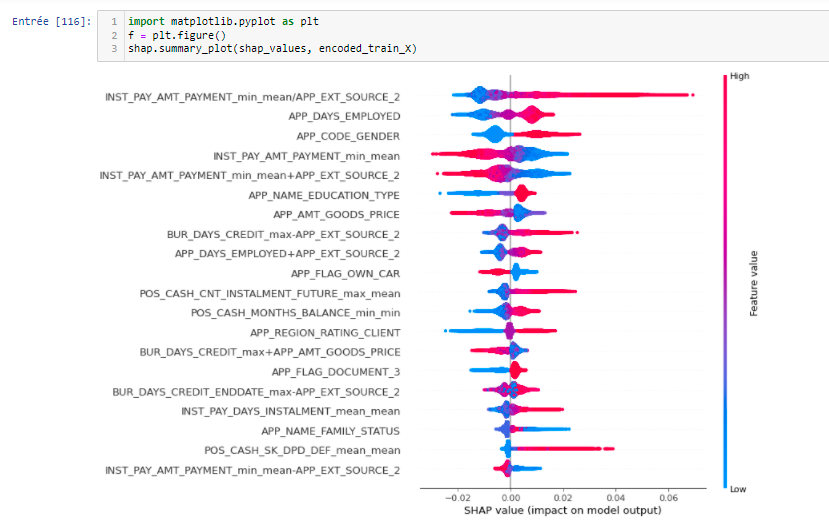 Entrée [116]:
1 import matplotlib.pyplot as plt
2 f = plt.figure()
3 shap.summary_plot(shap_values, encoded_train_X)
High
INST_PAY_AMT_PAYMENT_min_mean/APP_EXT_SOURCE_2
APP_DAYS_EMPLOYED
APP_CODE_GENDER
INST_PAY_AMT_PAYMENT_min_mean
INST_PAY_AMT_PAYMENT_min_mean+APP_EXT_SOURCE_2
APP_NAME_EDUCATION_TYPE
APP_AMT_GOODS_PRICE
BUR_DAYS_CREDIT_max-APP_EXT_SOURCE_2
APP_DAYS_EMPLOYED+APP_EXT_SOURCE_2
APP_FLAG_OWN_CAR
POS_CASH_CNT_INSTALMENT_FUTURE_max_mean
POS_CASH_MONTHS_BALANCE_min_min
APP_REGION_RATING_CLIENT
BUR_DAYS_CREDIT_max+APP_AMT_GOODS_PRICE
APP_FLAG_DOCUMENT_3
BUR_DAYS_CREDIT_ENDDATE_max-APP_EXT_SOURCE_2
INST_PAY_DAYS_INSTALMENT_mean_mean
APP_NAME_FAMILY_STATUS
POS_CASH_SK_DPD_DEF_mean_mean
INST_PAY_AMT_PAYMENT_min_mean-APP_EXT_SOURCE_2
Feature value
Low
−0.02 0.00 0.02 0.04 0.06
SHAP value (impact on model output)